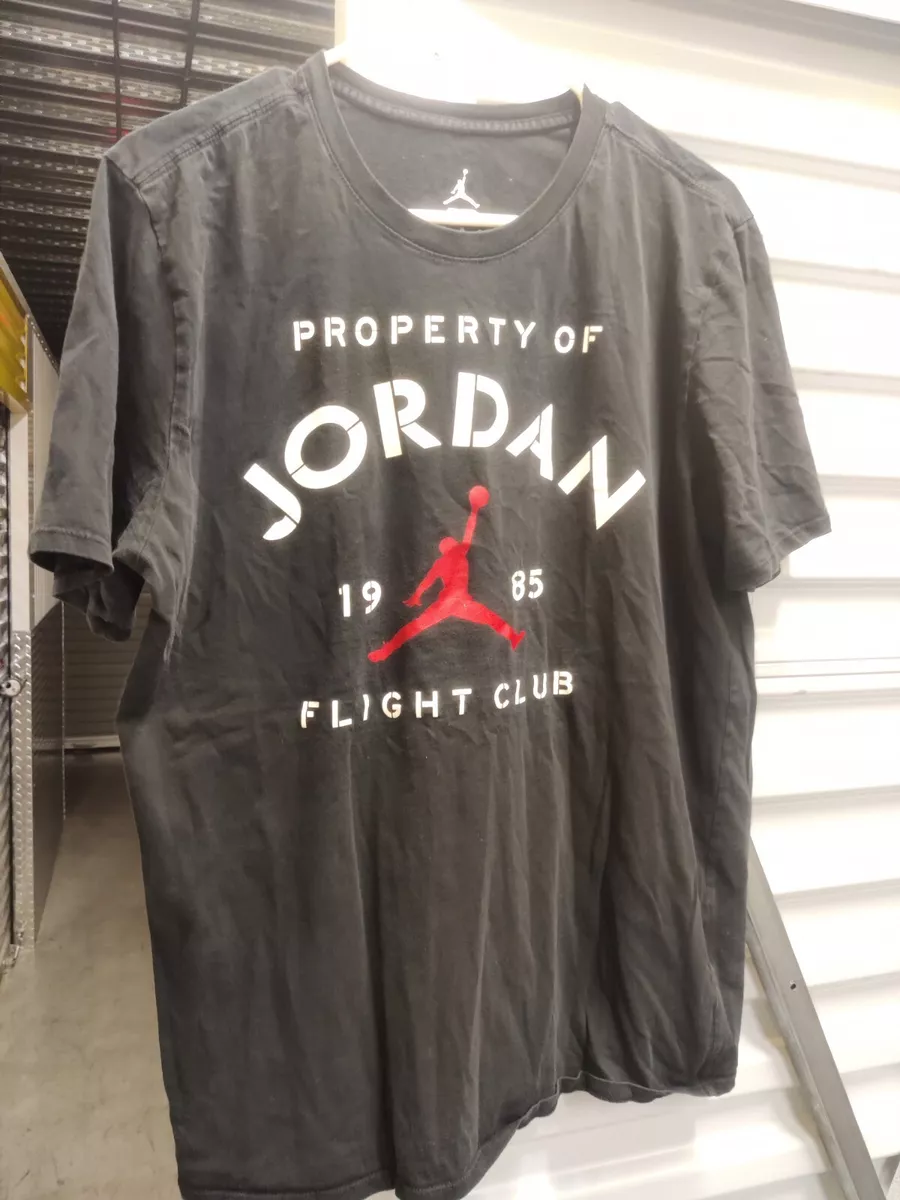 PROPERTY OF
JORDAN
19 85
FLIGHT CLUB